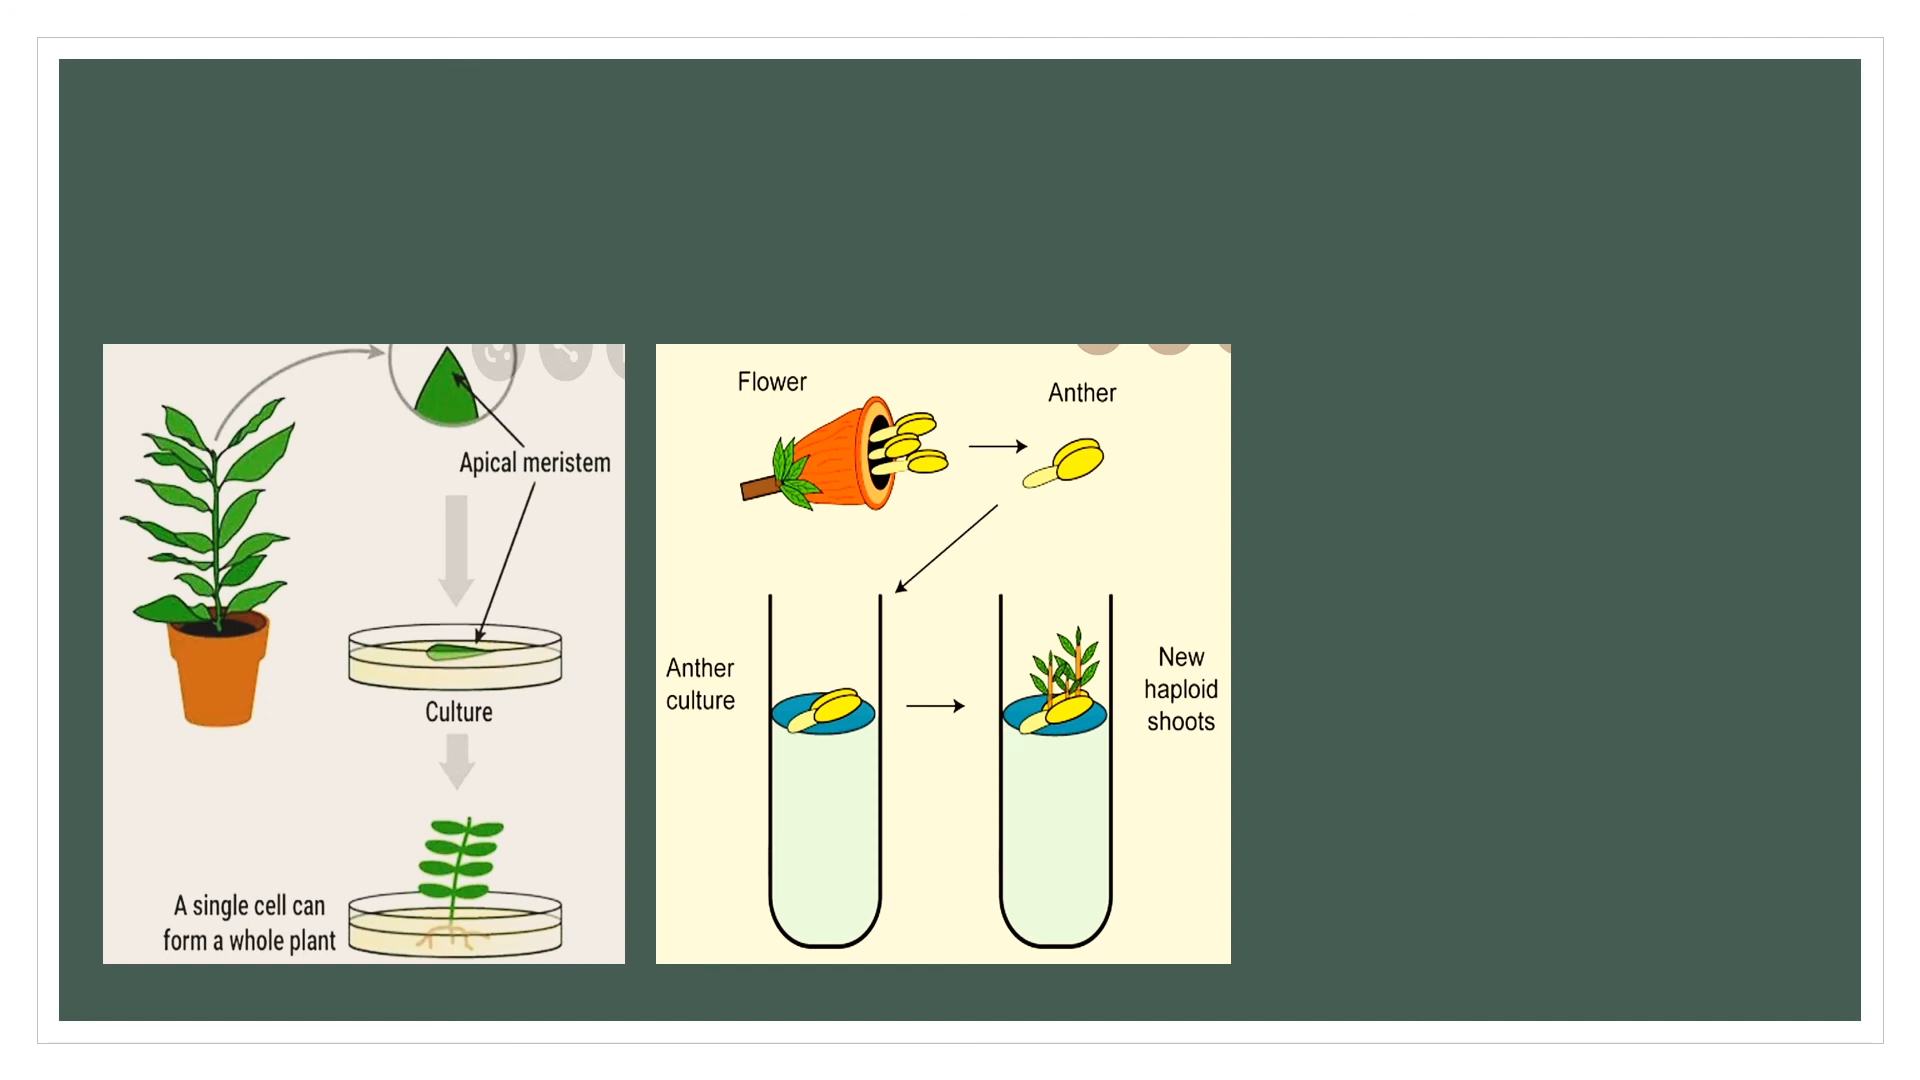 Apical meristem
Culture
A single cell can
form a whole plant
Flower
Anther
Anther
culture
New
haploid
shoots